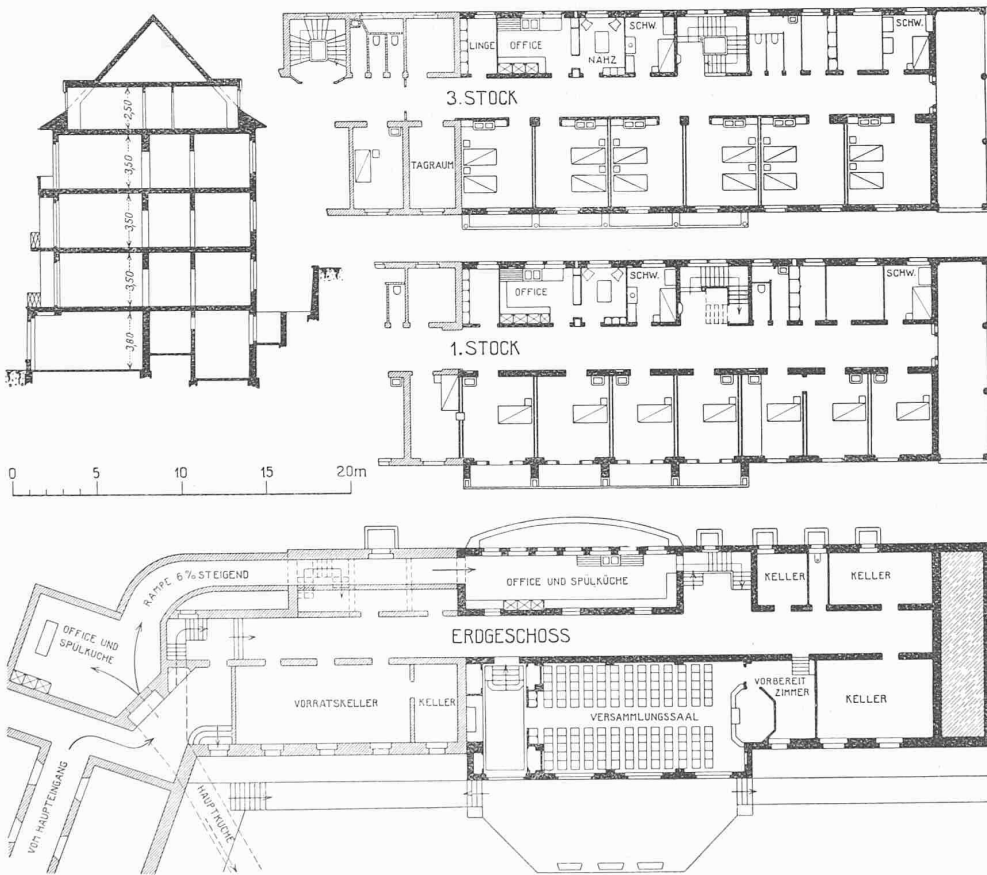 2,50
3,50
3,50
3,50
3,80
LINGE
OFFICE
NÄHZ
SCHW.
SCHW.
3. STOCK
TAGRAUM
OFFICE
SCHW.
SCHW.
1. STOCK
0 5 10 15 20m
RAMPE 6% STEIGEND
OFFICE UND
SPÜLKÜCHE
OFFICE UND SPÜLKÜCHE
KELLER
KELLER
ERDGESCHOSS
VORRATSKELLER
KELLER
VERSAMMLUNGSSAAL
VORBEREIT
ZIMMER
KELLER
VOM HAUPTEINGANG
HAUPTKÜCHE